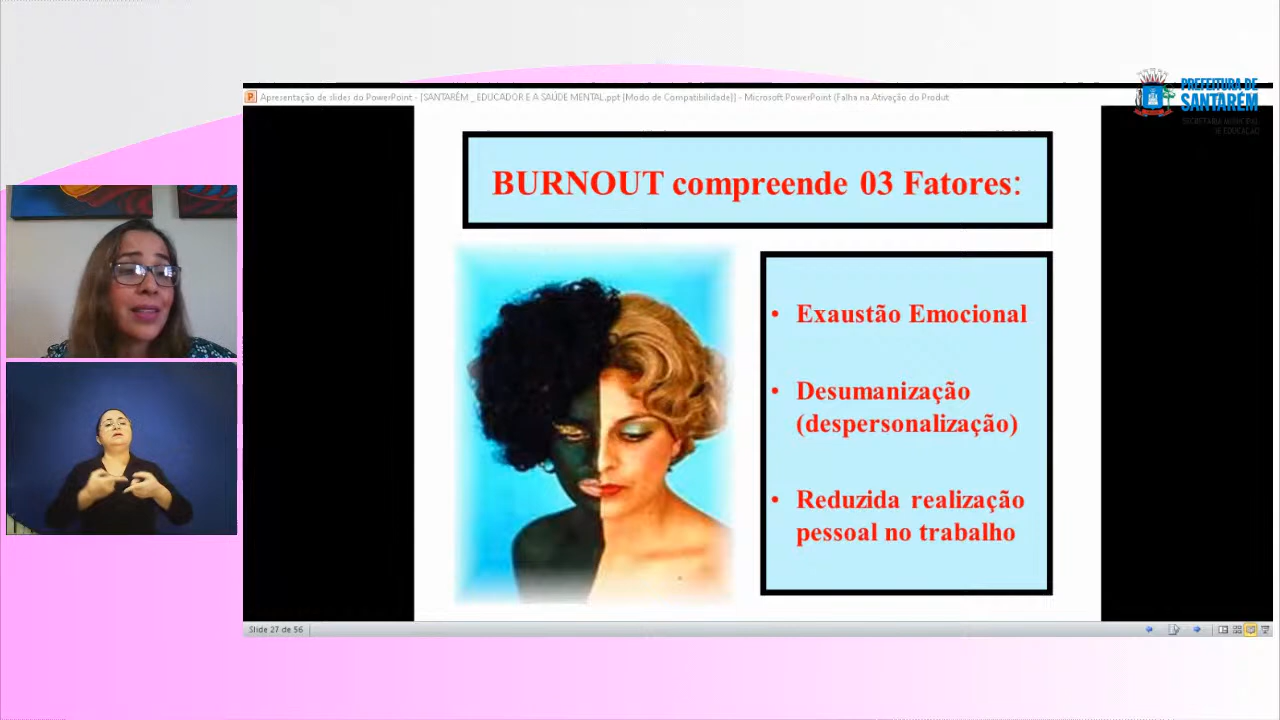 Apresentação de slides do PowerPoint - [SANTARÉM _ EDUCADOR E A SAÚDE MENTAL.ppt [Modo de Compatibilidade]] - Microsoft PowerPoint (Falha na Ativação do Produt
PREFEITURA DE
SANTARÉM
SECRETARIA MUNICIPAL
DE EDUCAÇÃO
BURNOUT compreende 03 Fatores:
• Exaustão Emocional
• Desumanização
(despersonalização)
• Reduzida realização
pessoal no trabalho
Slide 27 de 56